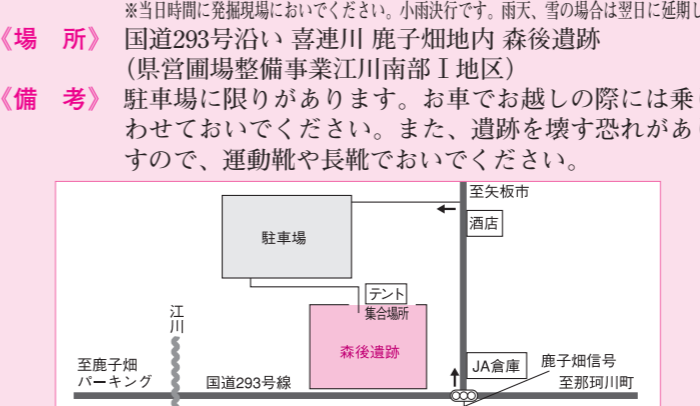 ※当日時間に発掘現場においてください。小雨決行です。雨天、雪の場合は翌日に延期し
《場　所》 国道293号沿い 喜連川 鹿子畑地内 森後遺跡
（県営圃場整備事業江川南部Ⅰ地区）
《備　考》 駐車場に限りがあります。お車でお越しの際には乗
わせておいでください。また、遺跡を壊す恐れがあ
すので、運動靴や長靴でおいでください。
至矢板市
酒店
駐車場
テント
集合場所
江川
森後遺跡
JA倉庫
鹿子畑信号
至鹿子畑
パーキング
国道293号線
至那珂川町